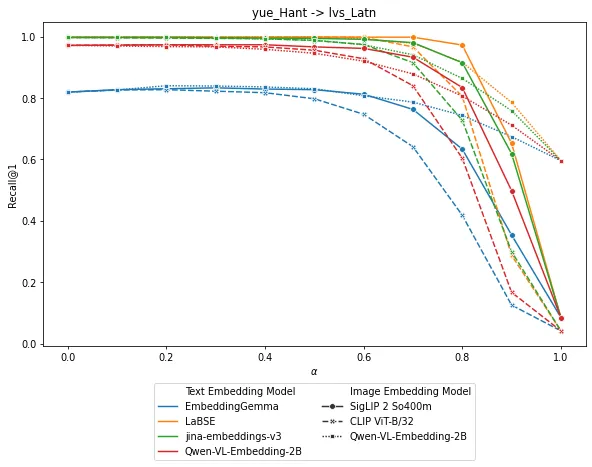 yue_Hant -> lvs_Latn
Recall@1
1.0
0.8
0.6
0.4
0.2
0.0
0.0 0.2 0.4 0.6 0.8 1.0
α
Text Embedding Model
EmbeddingGemma
LaBSE
jina-embeddings-v3
Qwen-VL-Embedding-2B
Image Embedding Model
SigLIP 2 So400m
CLIP ViT-B/32
Qwen-VL-Embedding-2B